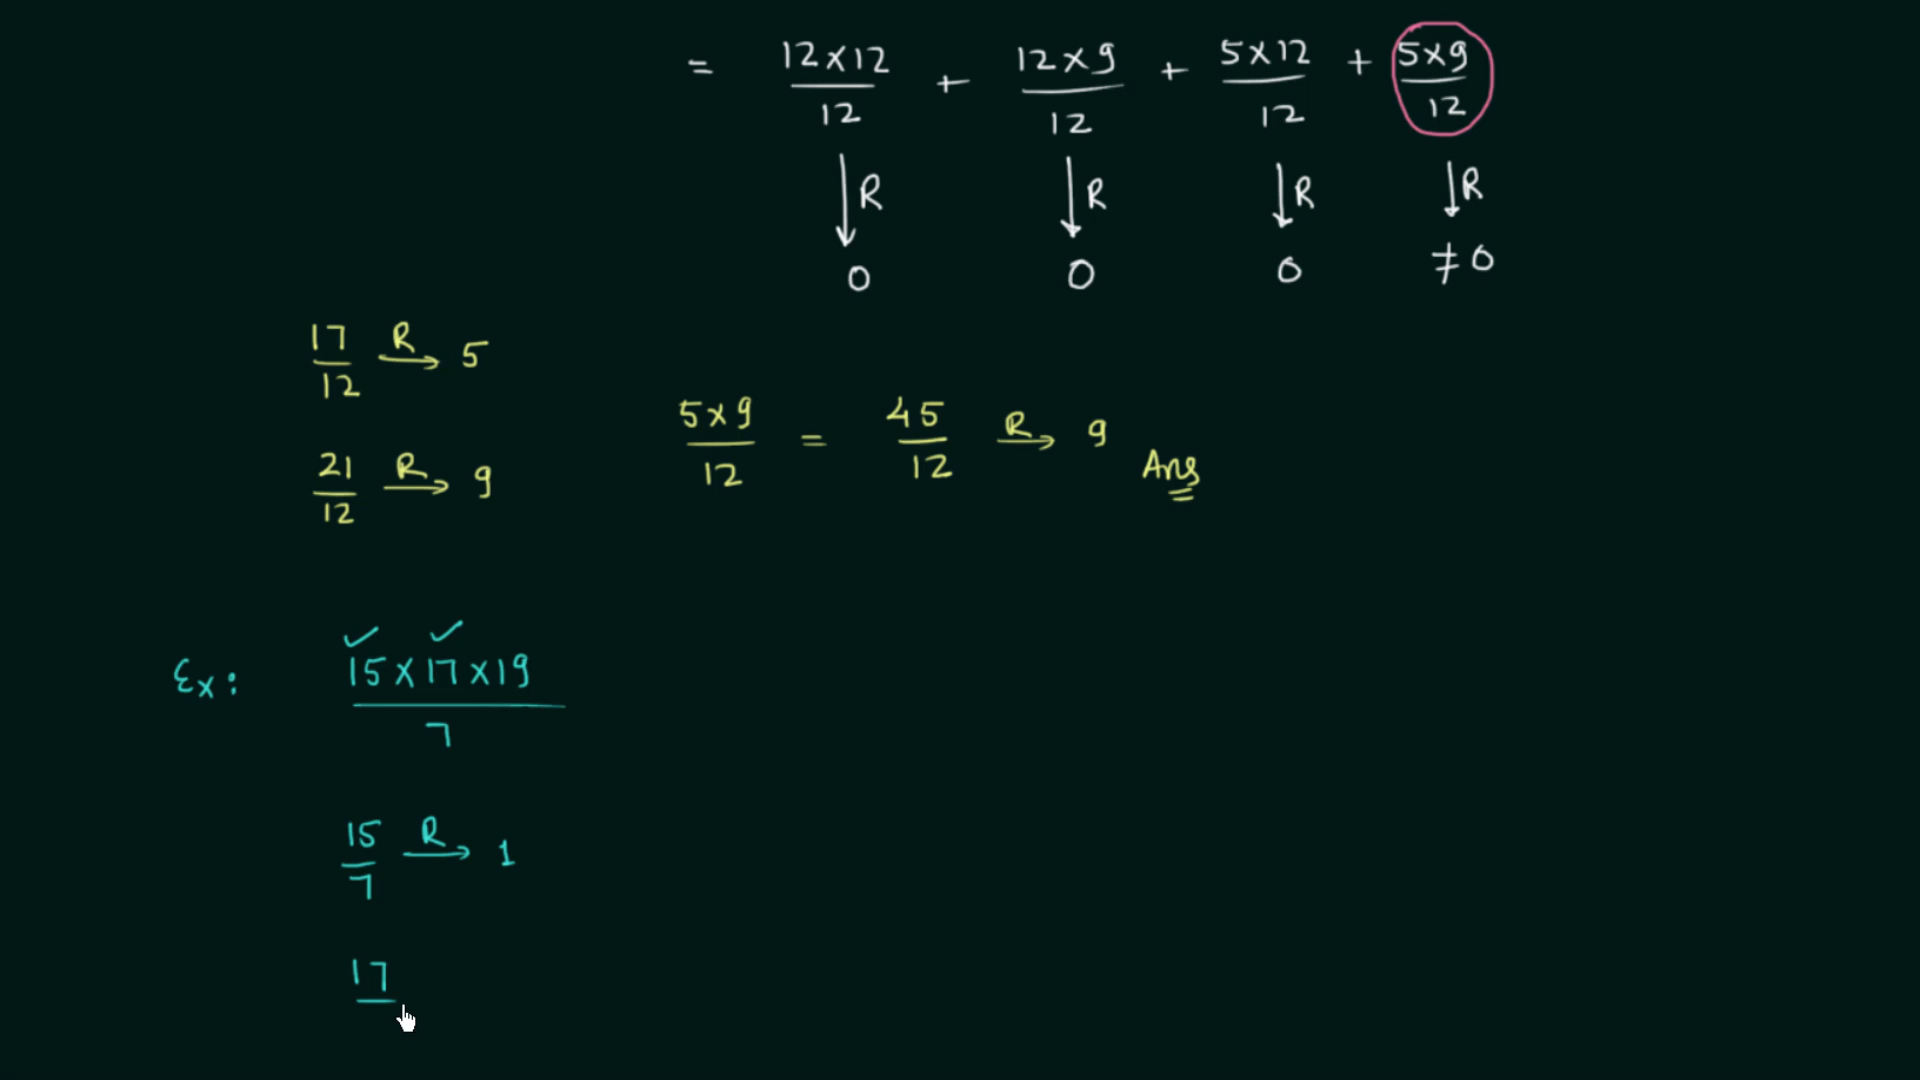 = 12×12/12 + 12×9/12 + 5×12/12 + 5×9/12
↓R ↓R ↓R ↓R
0 0 0 ≠0
17/12 R→ 5
5×9/12 = 45/12 R→ 9 Ans
21/12 R→ 9
Ex: 15×17×19/7
15/7 R→ 1
17